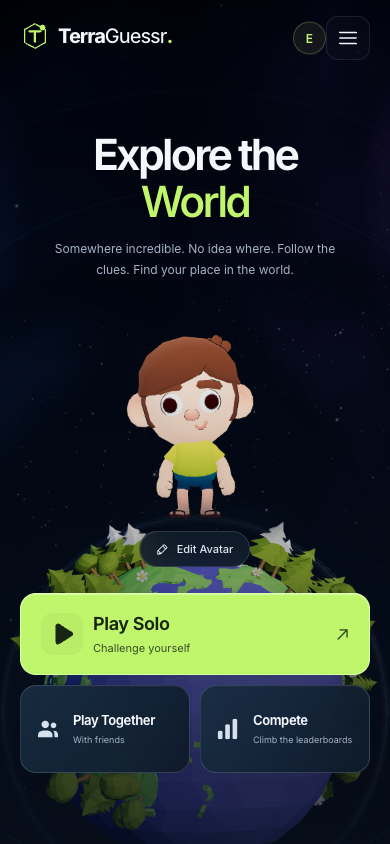 TerraGuessr.
E
Explore the
World
Somewhere incredible. No idea where. Follow the
clues. Find your place in the world.
Edit Avatar
Play Solo
Challenge yourself
Play Together
With friends
Compete
Climb the leaderboards